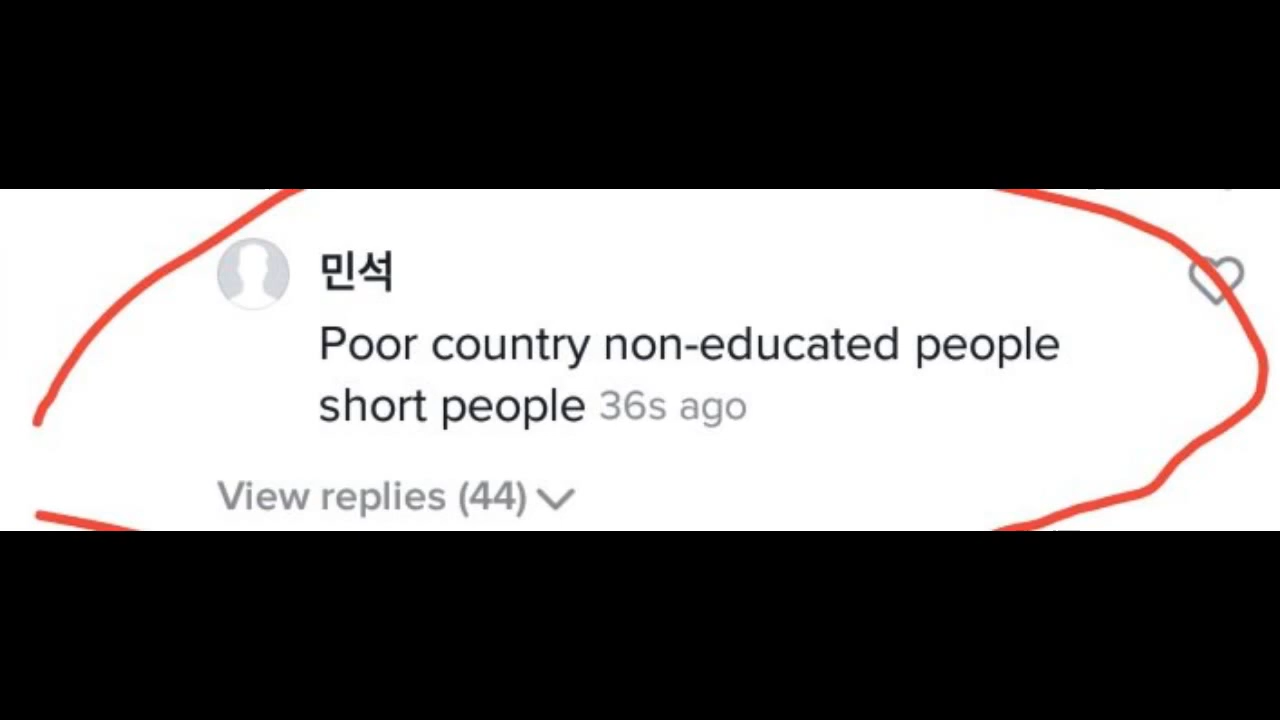 민석
Poor country non-educated people
short people 36s ago
View replies (44)